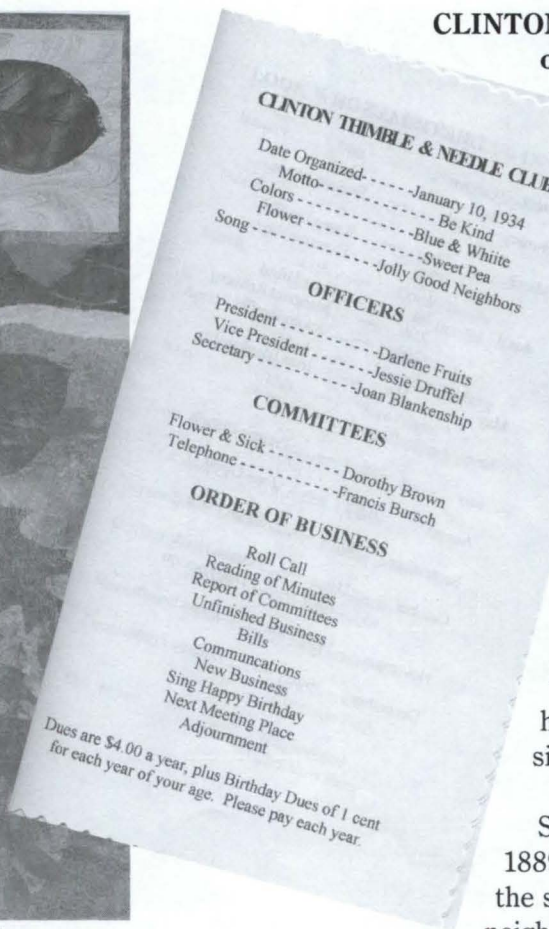 CLINTON
CLINTON THIMBLE & NEEDLE CLUB
Date Organized- - - - - -January 10, 1934
Motto- - - - - - - - - - - - - - Be Kind
Colors - - - - - - - - - - - - -Blue & Whiite
Flower - - - - - - - - - - - - - -Sweet Pea
Song - - - - - - - - - - - - - -Jolly Good Neighbors
OFFICERS
President - - - - - - - - - - -Darlene Fruits
Vice President - - - - - - -Jessie Druffel
Secretary - - - - - - - - - - -Joan Blankenship
COMMITTEES
Flower & Sick - - - - - - - - - Dorothy Brown
Telephone - - - - - - - - - - - -Francis Bursch
ORDER OF BUSINESS
Roll Call
Reading of Minutes
Report of Committees
Unfinished Business
Bills
Communcations
New Business
Sing Happy Birthday
Next Meeting Place
Adjournment
Dues are $4.00 a year, plus Birthday Dues of 1 cent
for each year of your age. Please pay each year.
the